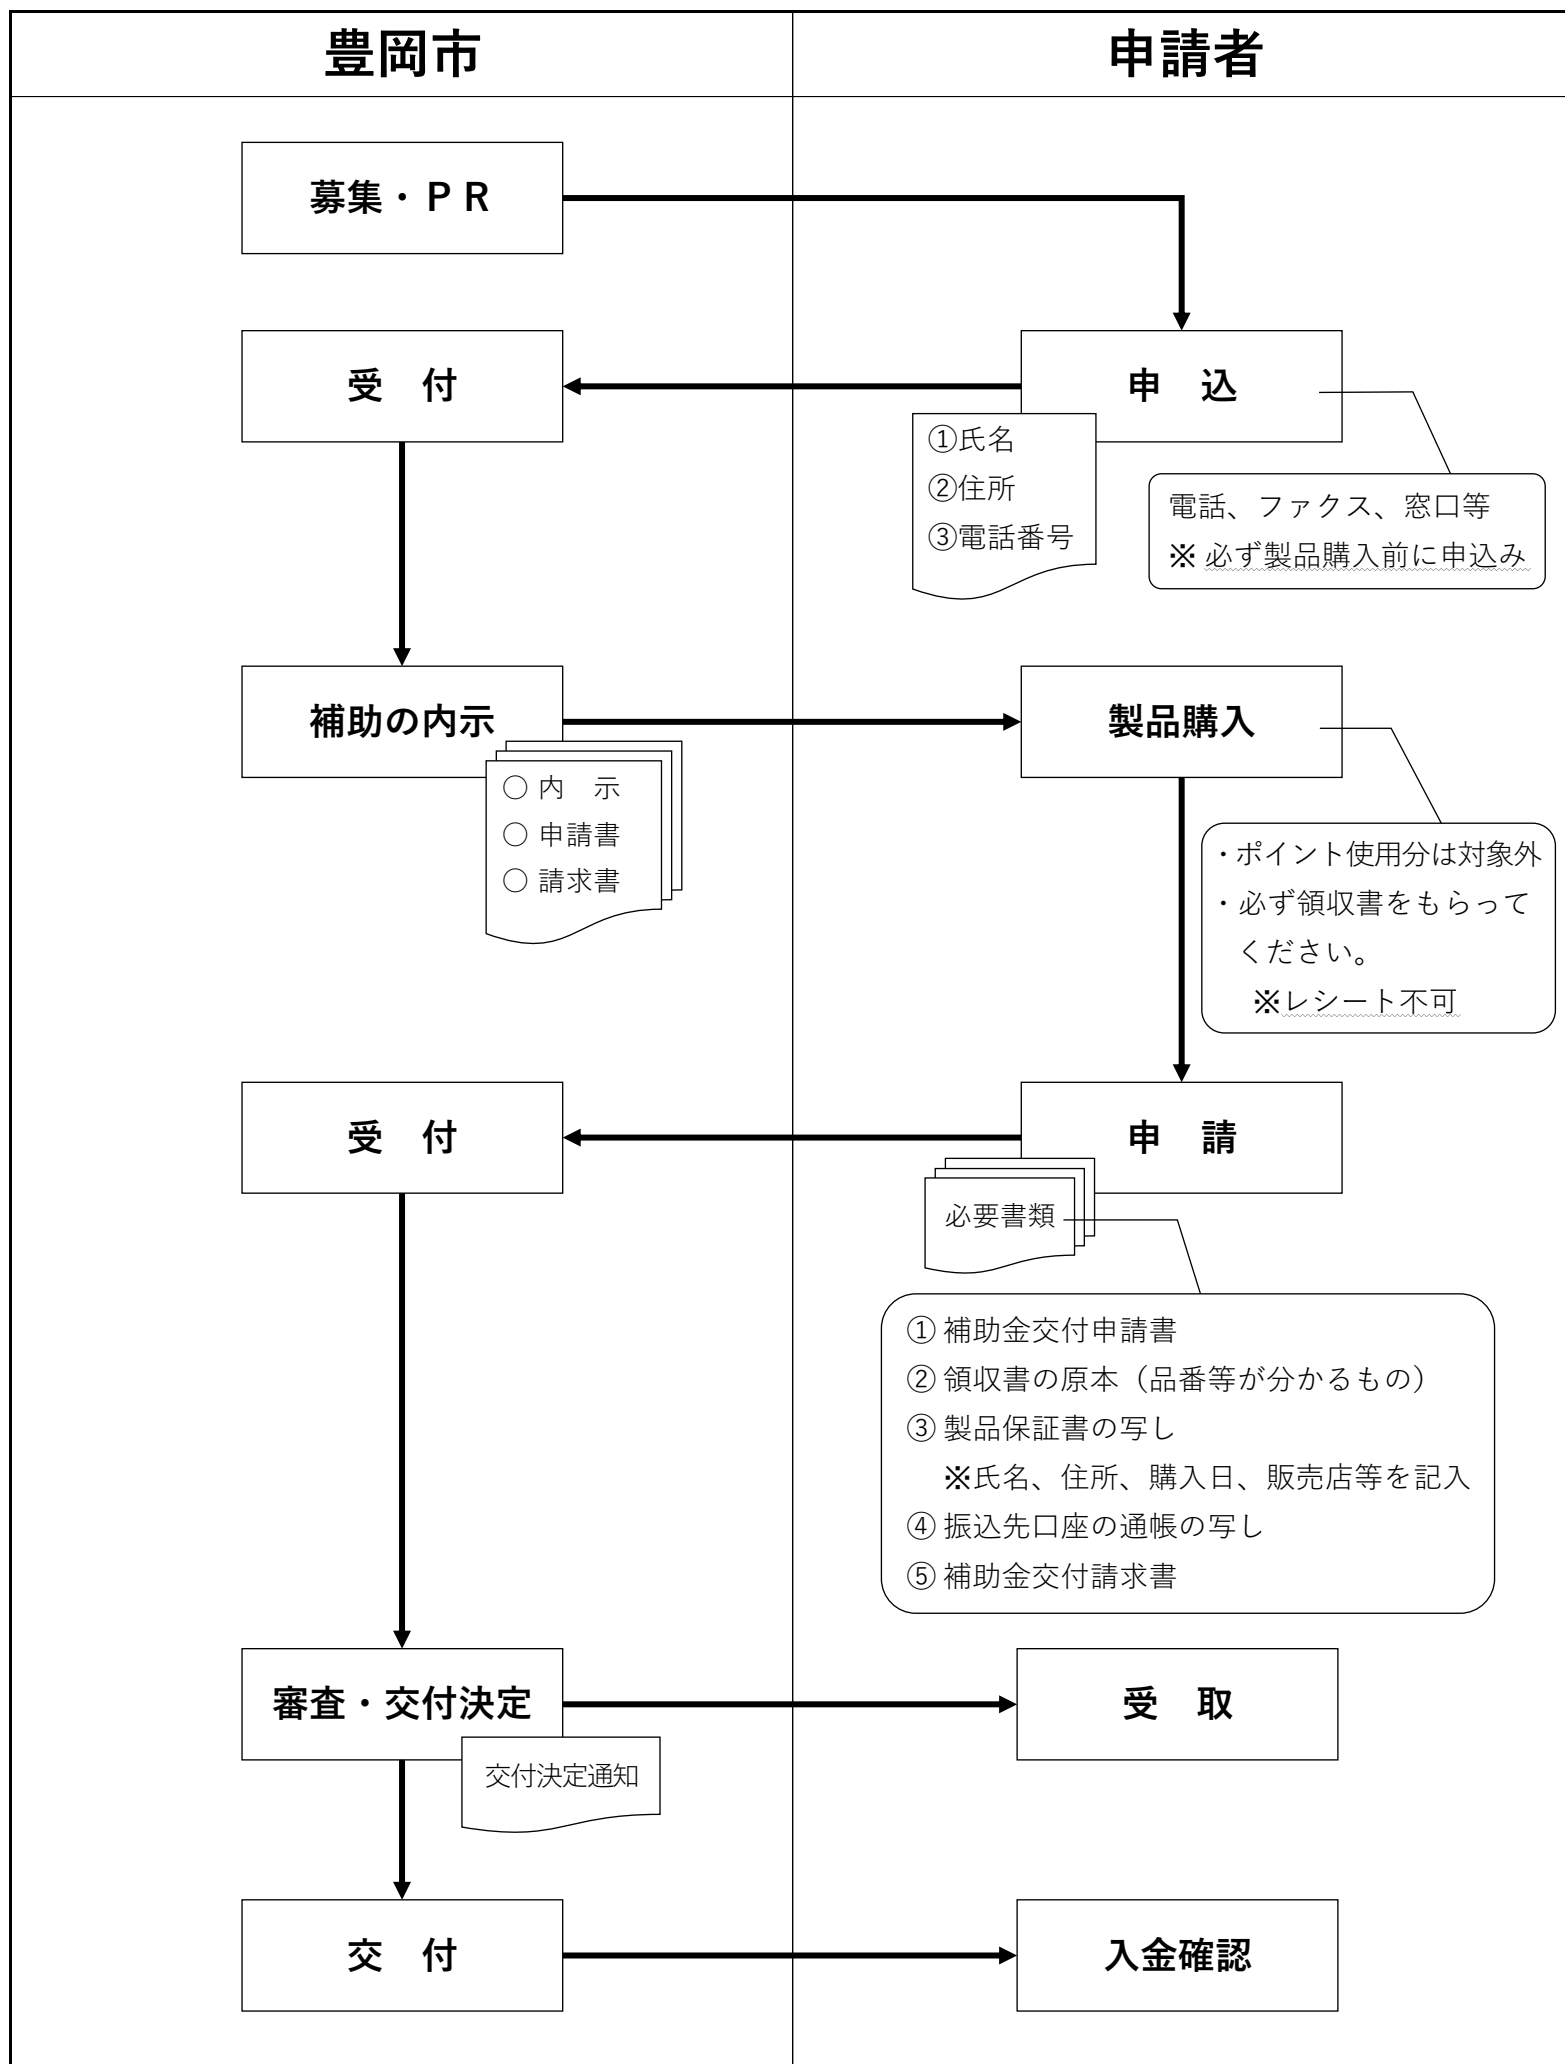 豊岡市
申請者
募集・ＰＲ
受　付
申　込
①氏名
②住所
③電話番号
電話、ファクス、窓口等
※ 必ず製品購入前に申込み
補助の内示
○ 内　示
○ 申請書
○ 請求書
製品購入
・ポイント使用分は対象外
・必ず領収書をもらって
ください。
※レシート不可
受　付
申　請
必要書類
① 補助金交付申請書
② 領収書の原本（品番等が分かるもの）
③ 製品保証書の写し
※氏名、住所、購入日、販売店等を記入
④ 振込先口座の通帳の写し
⑤ 補助金交付請求書
審査・交付決定
交付決定通知
受　取
交　付
入金確認